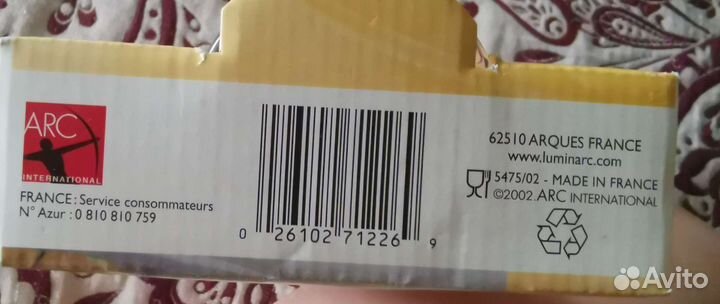 ARC
INTERNATIONAL
FRANCE : Service consommateurs
N° Azur : 0 810 810 759
0 26102 71226 9
62510 ARQUES FRANCE
www.luminarc.com
5475/02 - MADE IN FRANCE
©2002 ARC INTERNATIONAL
Avito